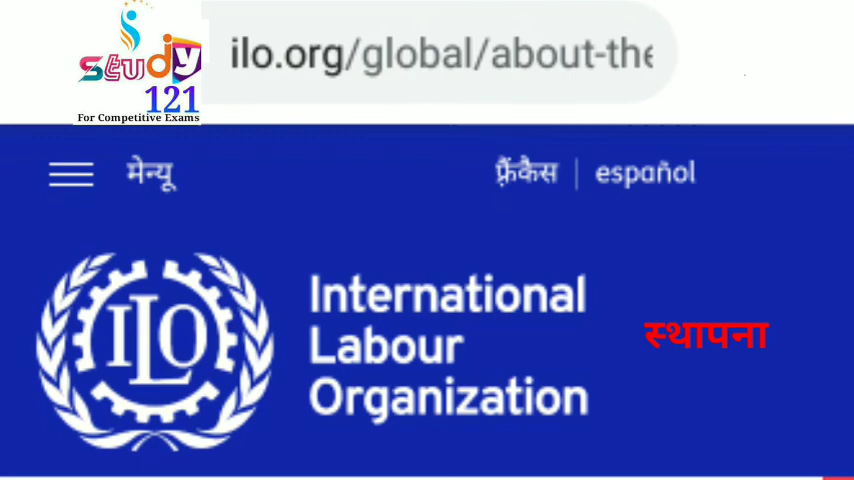 Study
121
For Competitive Exams
ilo.org/global/about-the
मेन्यू
फ़्रैंकैस | español
ILO
International
Labour
Organization
स्थापना